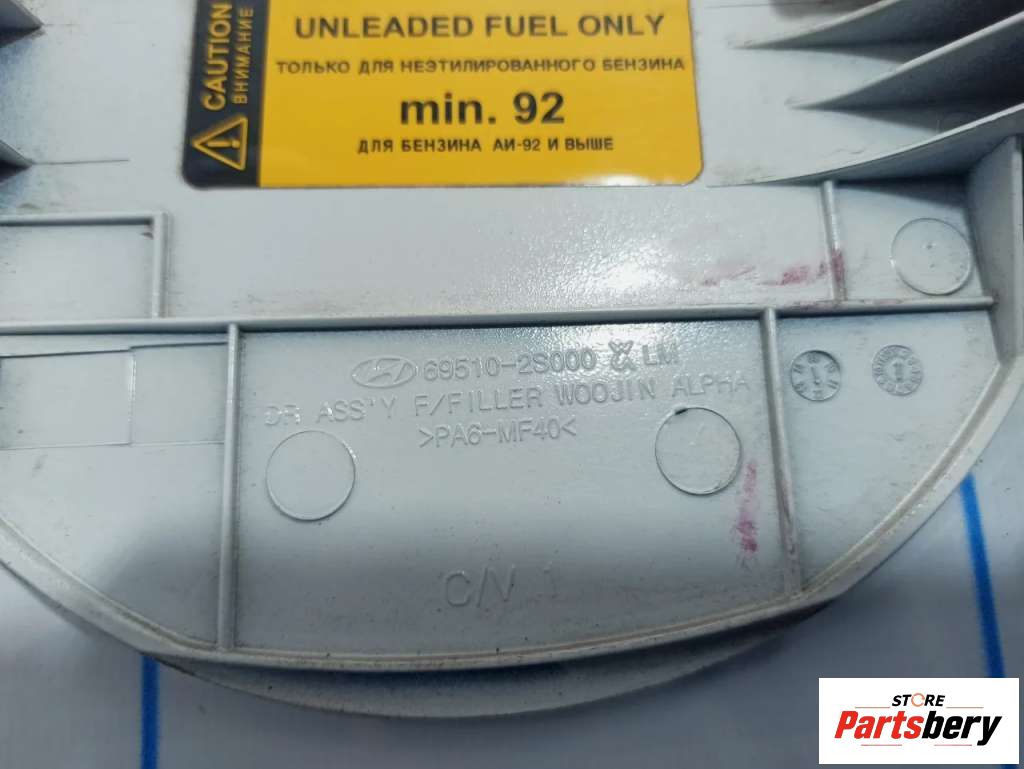 CAUTION
ВНИМАНИЕ
UNLEADED FUEL ONLY
ТОЛЬКО ДЛЯ НЕЭТИЛИРОВАННОГО БЕНЗИНА
min. 92
ДЛЯ БЕНЗИНА АИ-92 И ВЫШЕ
69510-2S000 LM
DR ASS'Y F/FILLER WOOJIN ALPHA
>PA6-MF40<
C/V 1
STORE
Partsbery